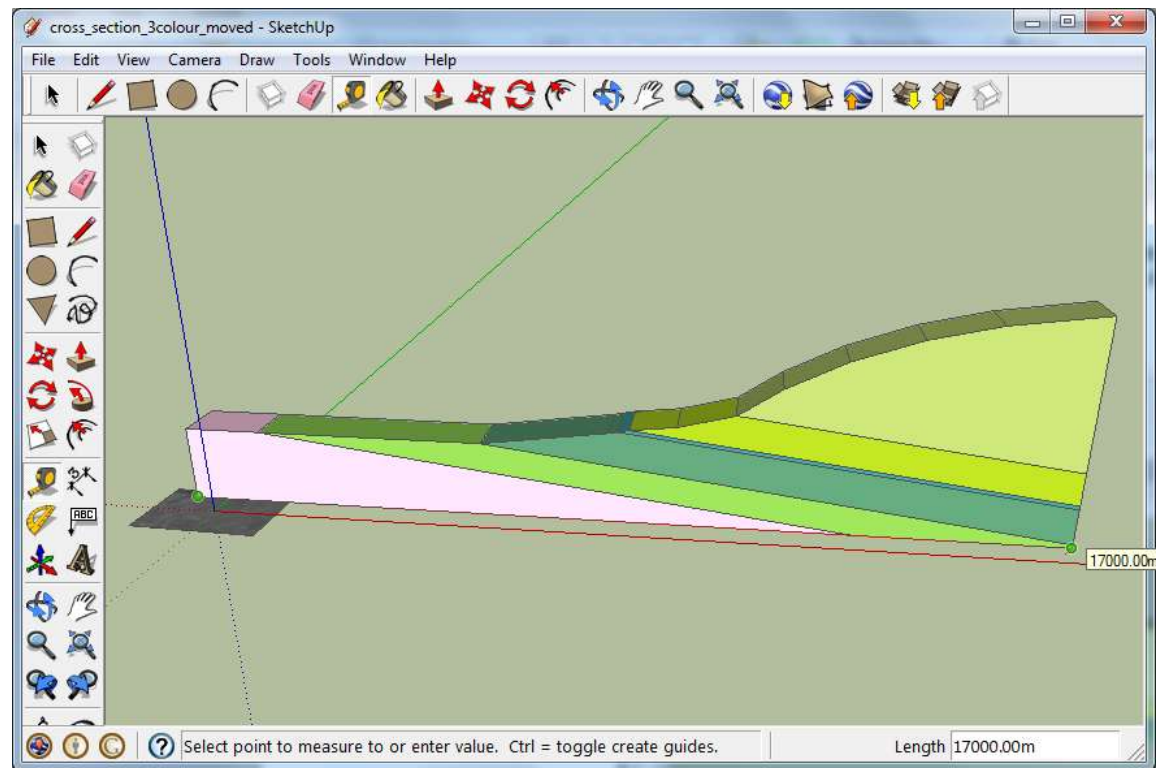 cross_section_3colour_moved - SketchUp
File Edit View Camera Draw Tools Window Help
ABC
17000.00m
Select point to measure to or enter value. Ctrl = toggle create guides.
Length 17000.00m